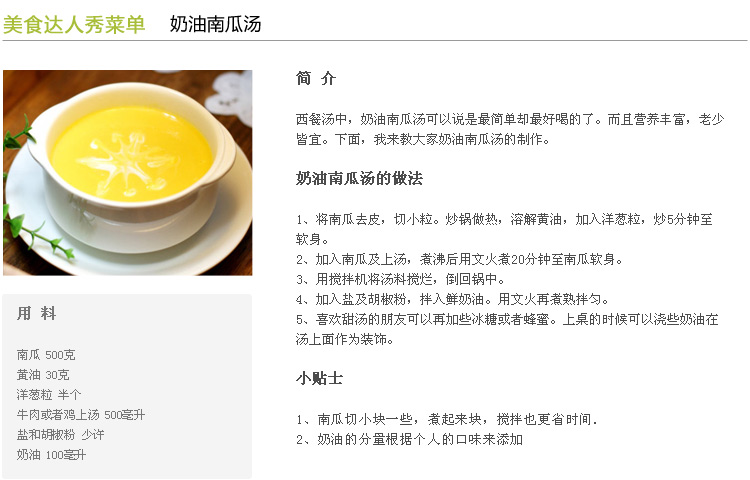 美食达人秀菜单 奶油南瓜汤
简 介
西餐汤中，奶油南瓜汤可以说是最简单却最好喝的了。而且营养丰富，老少
皆宜。下面，我来教大家奶油南瓜汤的制作。
奶油南瓜汤的做法
1、将南瓜去皮，切小粒。炒锅做热，溶解黄油，加入洋葱粒，炒5分钟至
软身。
2、加入南瓜及上汤，煮沸后用文火煮20分钟至南瓜软身。
3、用搅拌机将汤料搅烂，倒回锅中。
4、加入盐及胡椒粉，拌入鲜奶油。用文火再煮熟拌匀。
5、喜欢甜汤的朋友可以再加些冰糖或者蜂蜜。上桌的时候可以浇些奶油在
汤上面作为装饰。
小贴士
1、南瓜切小块一些，煮起来块，搅拌也更省时间.
2、奶油的分量根据个人的口味来添加
用 料
南瓜 500克
黄油 30克
洋葱粒 半个
牛肉或者鸡上汤 500毫升
盐和胡椒粉 少许
奶油 100毫升